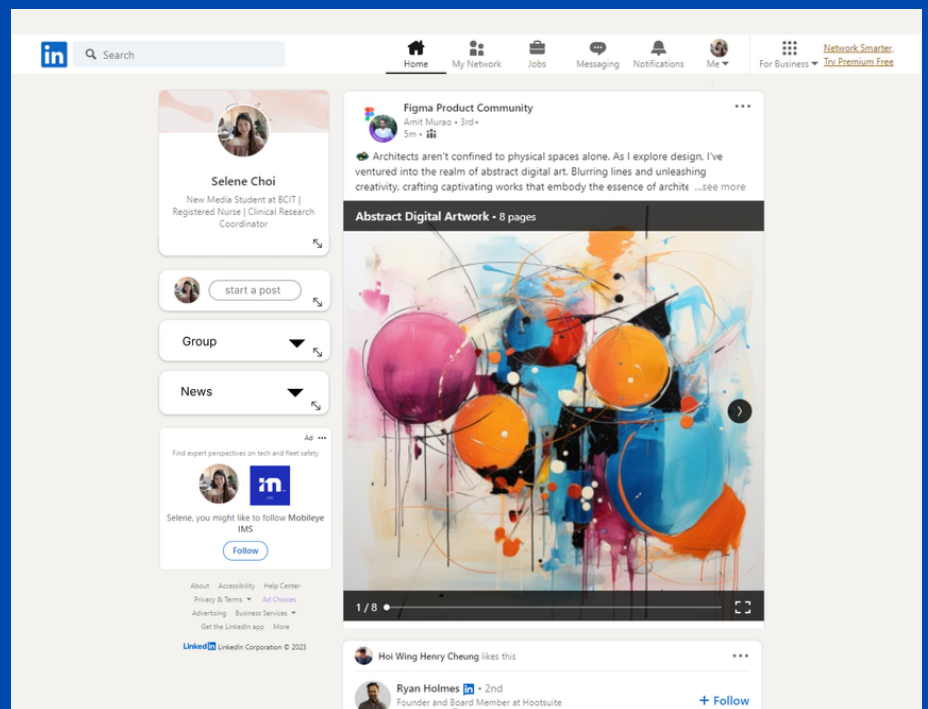 in
Search
Home
My Network
Jobs
Messaging
Notifications
Me
For Business
Network Smarter,
Try Premium Free
Selene Choi
New Media Student at BCIT |
Registered Nurse | Clinical Research
Coordinator
start a post
Group
News
Ad
Find expert perspectives on tech and fleet safety
Selene, you might like to follow Mobileye
IMS
Follow
About Accessibility Help Center
Privacy & Terms Ad Choices
Advertising Business Services
Get the LinkedIn app More
Linked in LinkedIn Corporation © 2023
Figma Product Community
Amit Murao • 3rd+
5m •
Architects aren't confined to physical spaces alone. As I explore design, I've
ventured into the realm of abstract digital art. Blurring lines and unleashing
creativity, crafting captivating works that embody the essence of archite ...see more
Abstract Digital Artwork • 8 pages
1 / 8
Hoi Wing Henry Cheung likes this
Ryan Holmes in • 2nd
Founder and Board Member at Hootsuite
+ Follow